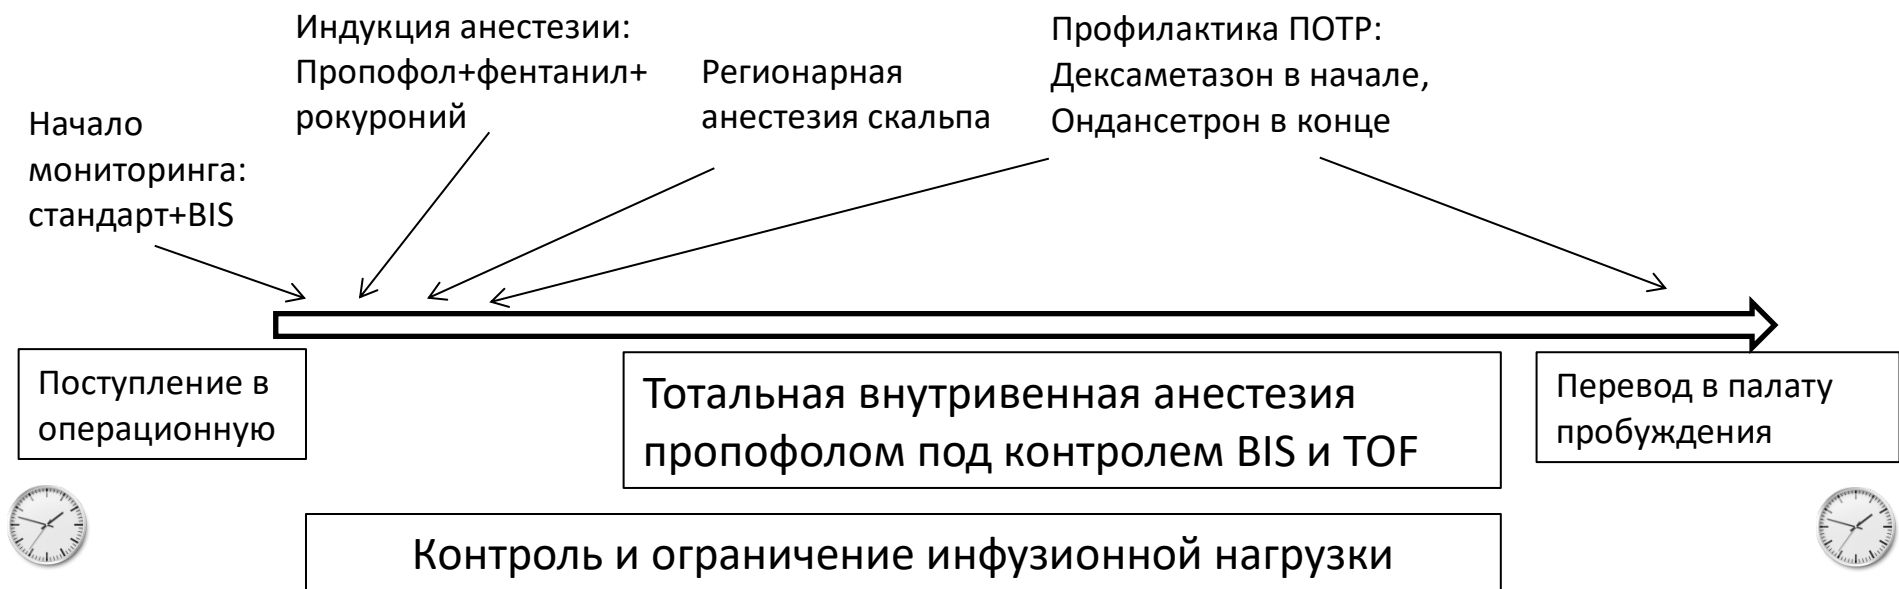 Начало
мониторинга:
стандарт+BIS
Индукция анестезии:
Пропофол+фентанил+
рокуроний
Регионарная
анестезия скальпа
Профилактика ПОТР:
Дексаметазон в начале,
Ондансетрон в конце
Поступление в
операционную
Тотальная внутривенная анестезия
пропофолом под контролем BIS и TOF
Перевод в палату
пробуждения
Контроль и ограничение инфузионной нагрузки